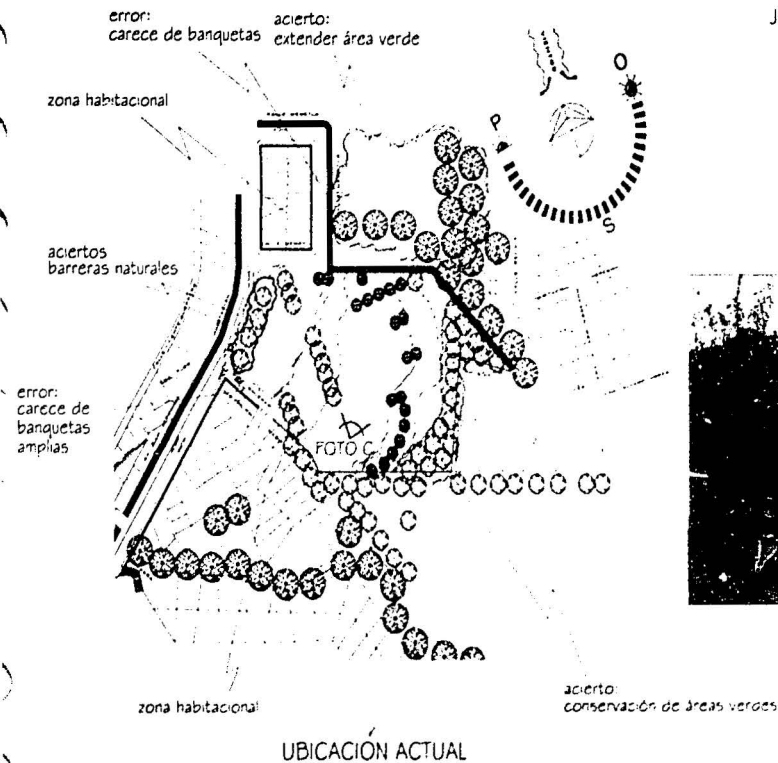 error:
carece de banquetas
acierto:
extender área verde
J
zona habitacional
O
P
S
aciertos
barreras naturales
error:
carece de
banquetas
amplias
FOTO C
zona habitacional
acierto:
conservación de áreas verdes
UBICACIÓN ACTUAL